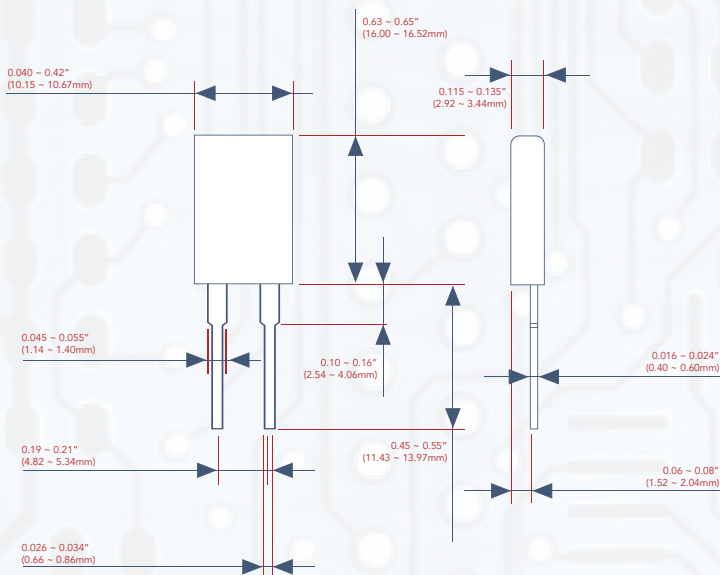 0.63 ~ 0.65"
(16.00 ~ 16.52mm)
0.040 ~ 0.42"
(10.15 ~ 10.67mm)
0.115 ~ 0.135"
(2.92 ~ 3.44mm)
0.045 ~ 0.055"
(1.14 ~ 1.40mm)
0.10 ~ 0.16"
(2.54 ~ 4.06mm)
0.016 ~ 0.024"
(0.40 ~ 0.60mm)
0.19 ~ 0.21"
(4.82 ~ 5.34mm)
0.45 ~ 0.55"
(11.43 ~ 13.97mm)
0.06 ~ 0.08"
(1.52 ~ 2.04mm)
0.026 ~ 0.034"
(0.66 ~ 0.86mm)